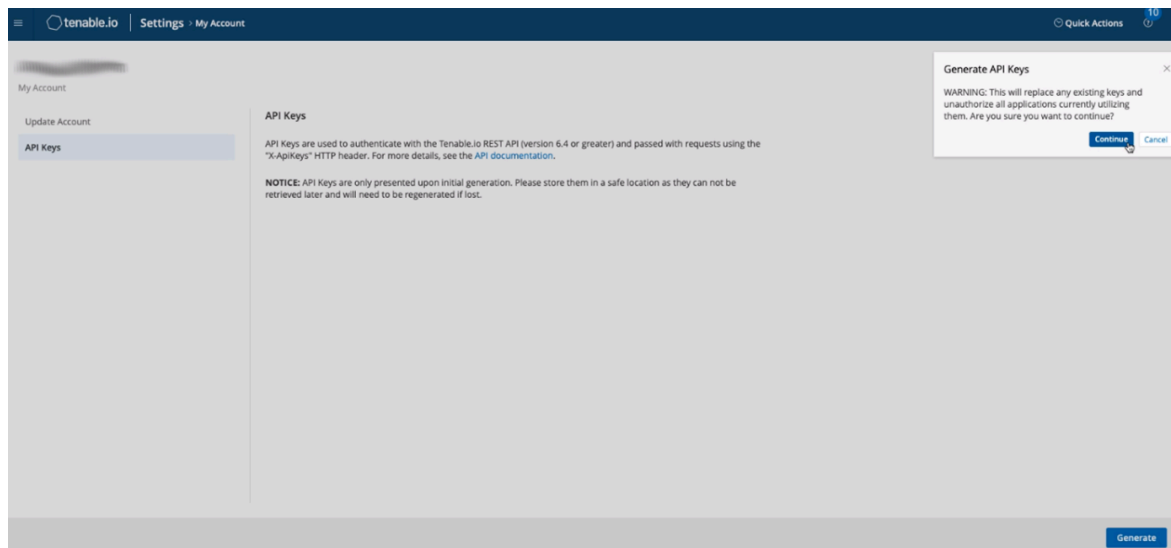 tenable.io Settings > My Account
Quick Actions
10
My Account
Update Account
API Keys
API Keys
API Keys are used to authenticate with the Tenable.io REST API (version 6.4 or greater) and passed with requests using the
"X-ApiKeys" HTTP header. For more details, see the API documentation.
NOTICE: API Keys are only presented upon initial generation. Please store them in a safe location as they can not be
retrieved later and will need to be regenerated if lost.
Generate API Keys
WARNING: This will replace any existing keys and
unauthorize all applications currently utilizing
them. Are you sure you want to continue?
Continue Cancel
Generate